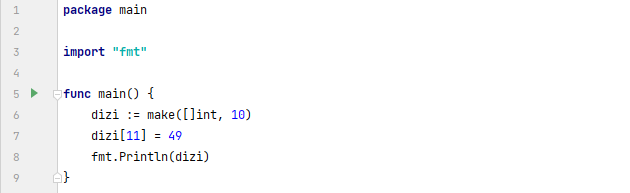 1 package main
2
3 import "fmt"
4
5 func main() {
6     dizi := make([]int, 10)
7     dizi[11] = 49
8     fmt.Println(dizi)
9 }